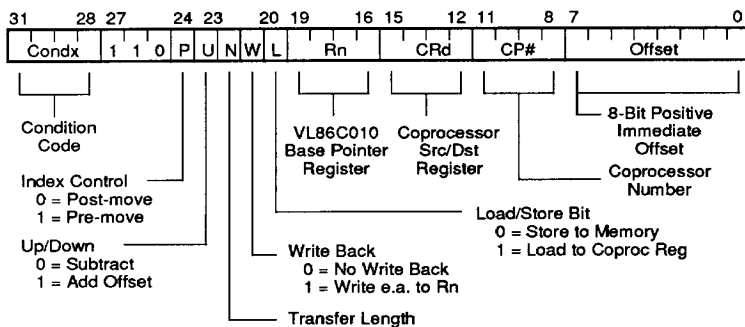 31 28 27 24 23 20 19 16 15 12 11 8 7 0
Condx 1 1 0 P U N W L Rn CRd CP# Offset
Condition
Code
VL86C010
Base Pointer
Register
Coprocessor
Src/Dst
Register
8-Bit Positive
Immediate
Offset
Coprocessor
Number
Index Control
0 = Post-move
1 = Pre-move
Load/Store Bit
0 = Store to Memory
1 = Load to Coproc Reg
Up/Down
0 = Subtract
1 = Add Offset
Write Back
0 = No Write Back
1 = Write e.a. to Rn
Transfer Length